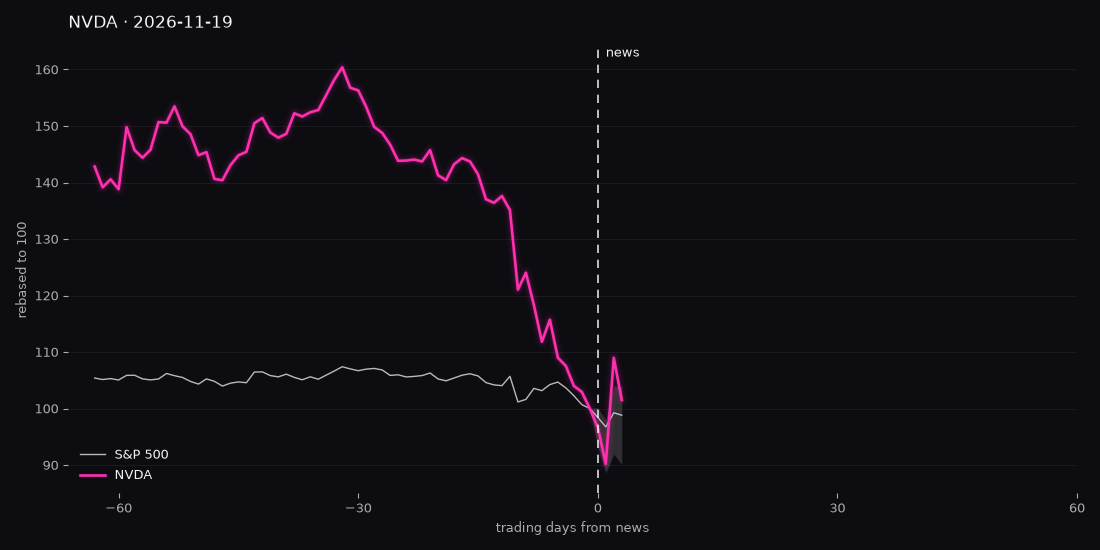 NVDA · 2026-11-19
news
160
150
140
130
120
110
100
90
rebased to 100
S&P 500
NVDA
−60
−30
0
30
60
trading days from news